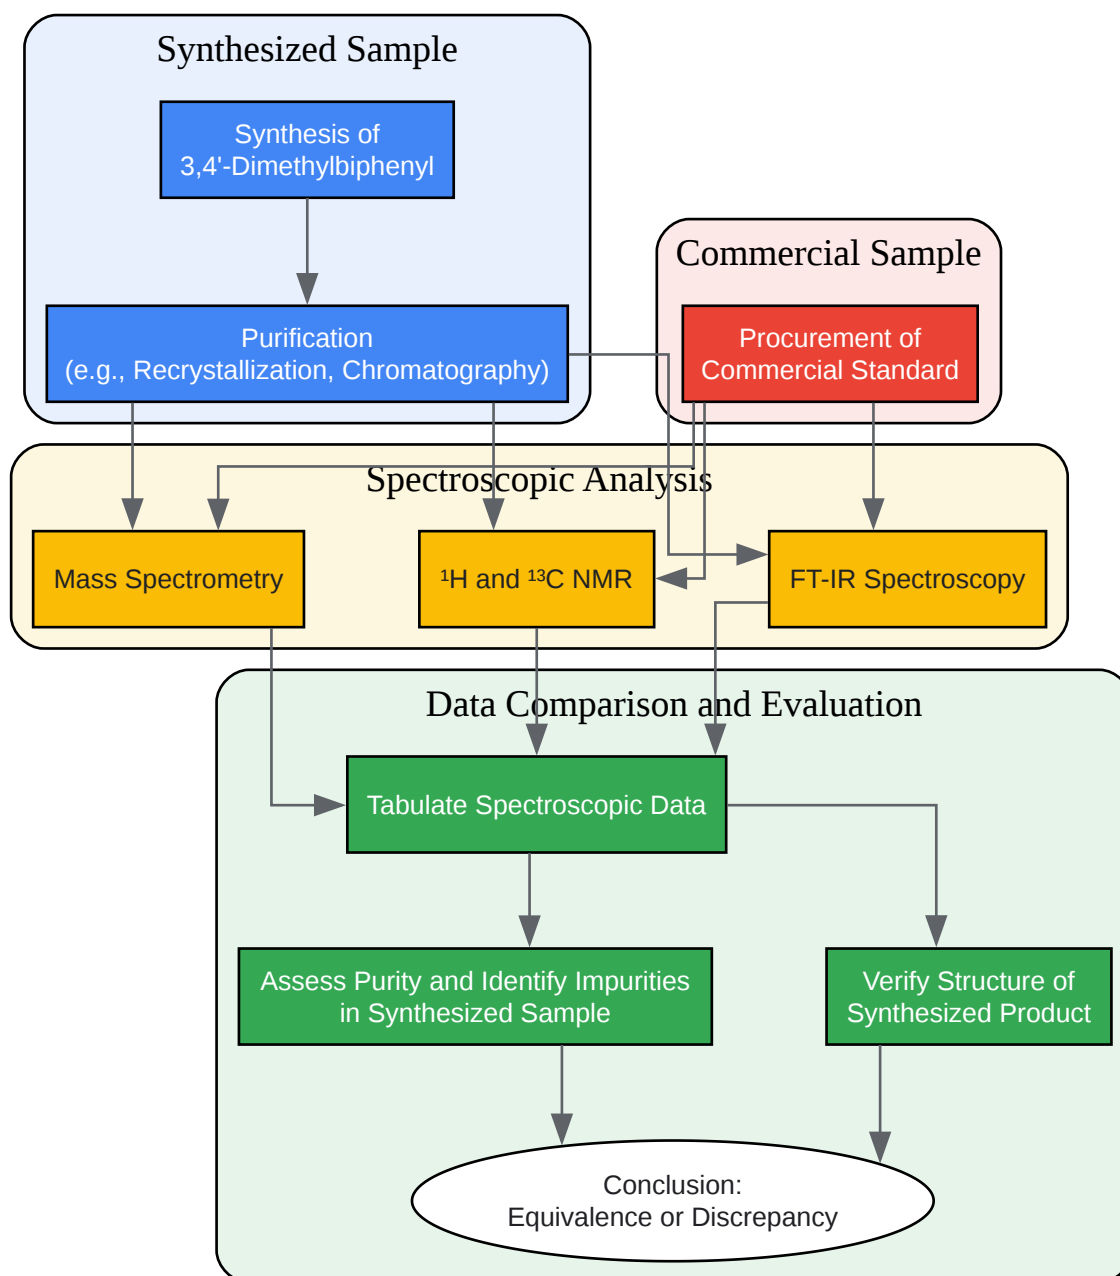 Synthesized Sample
Synthesis of
3,4'-Dimethylbiphenyl
Purification
(e.g., Recrystallization, Chromatography)
Commercial Sample
Procurement of
Commercial Standard
Spectroscopic Analysis
Mass Spectrometry
¹H and ¹³C NMR
FT-IR Spectroscopy
Data Comparison and Evaluation
Tabulate Spectroscopic Data
Assess Purity and Identify Impurities
in Synthesized Sample
Verify Structure of
Synthesized Product
Conclusion:
Equivalence or Discrepancy